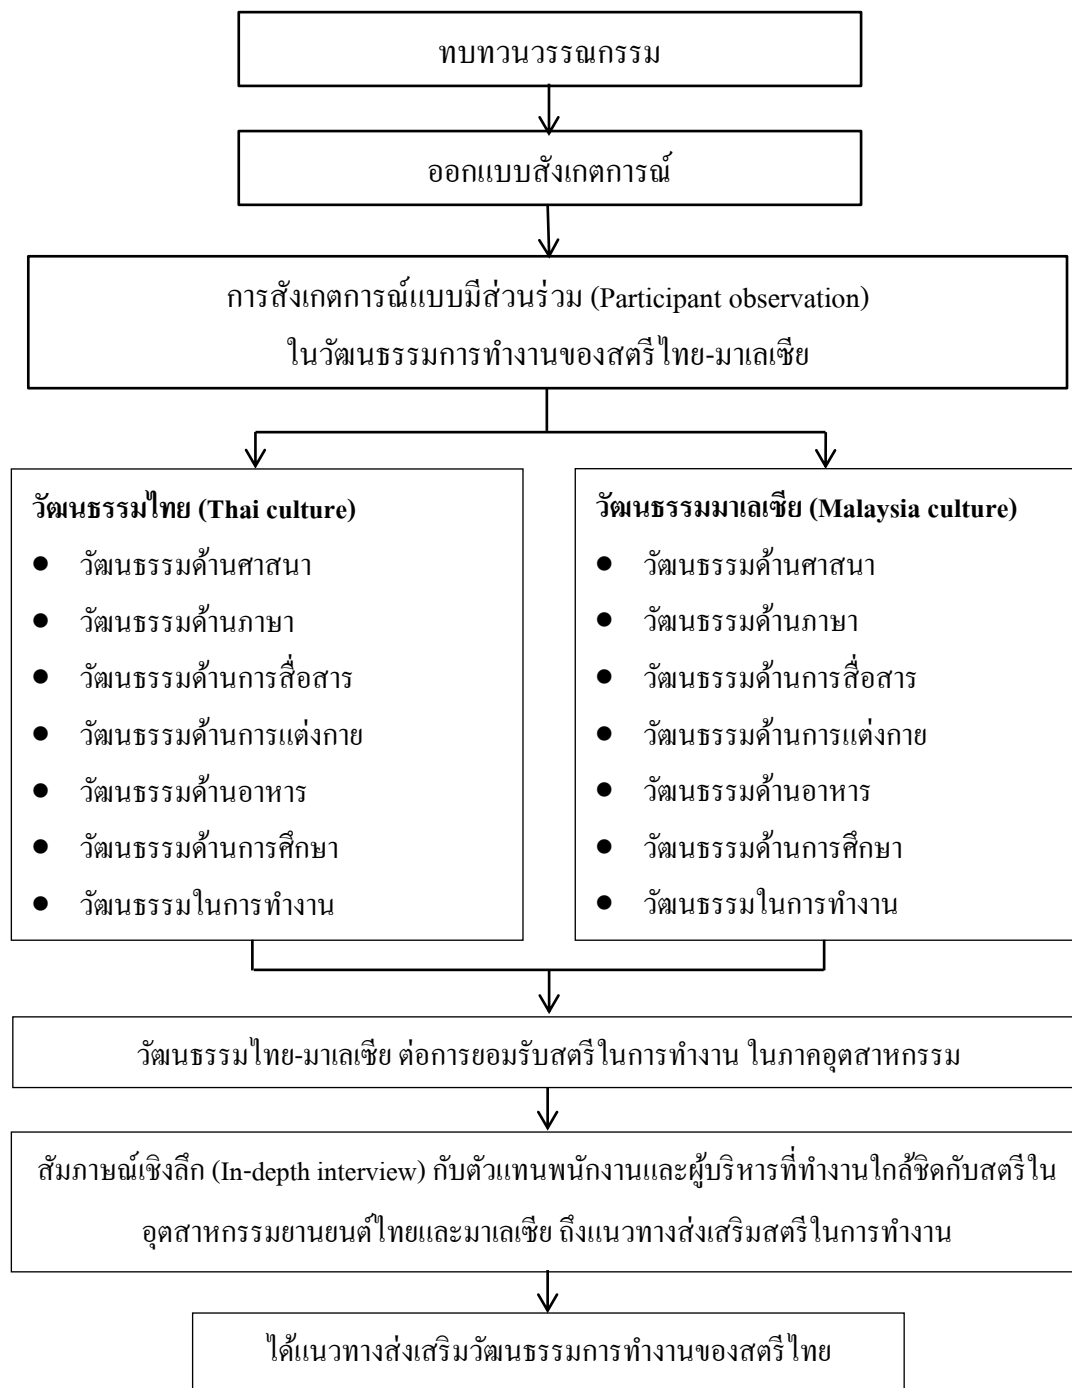 ทบทวนวรรณกรรม
ออกแบบสังเกตการณ์
การสังเกตการณ์แบบมีส่วนร่วม (Participant observation)
ในวัฒนธรรมการทำงานของสตรีไทย-มาเลเซีย
วัฒนธรรมไทย (Thai culture)
● วัฒนธรรมด้านศาสนา
● วัฒนธรรมด้านภาษา
● วัฒนธรรมด้านการสื่อสาร
● วัฒนธรรมด้านการแต่งกาย
● วัฒนธรรมด้านอาหาร
● วัฒนธรรมด้านการศึกษา
● วัฒนธรรมในการทำงาน
วัฒนธรรมมาเลเซีย (Malaysia culture)
● วัฒนธรรมด้านศาสนา
● วัฒนธรรมด้านภาษา
● วัฒนธรรมด้านการสื่อสาร
● วัฒนธรรมด้านการแต่งกาย
● วัฒนธรรมด้านอาหาร
● วัฒนธรรมด้านการศึกษา
● วัฒนธรรมในการทำงาน
วัฒนธรรมไทย-มาเลเซีย ต่อการยอมรับสตรีในการทำงาน ในภาคอุตสาหกรรม
สัมภาษณ์เชิงลึก (In-depth interview) กับตัวแทนพนักงานและผู้บริหารที่ทำงานใกล้ชิดกับสตรีใน
อุตสาหกรรมยานยนต์ไทยและมาเลเซีย ถึงแนวทางส่งเสริมสตรีในการทำงาน
ได้แนวทางส่งเสริมวัฒนธรรมการทำงานของสตรีไทย